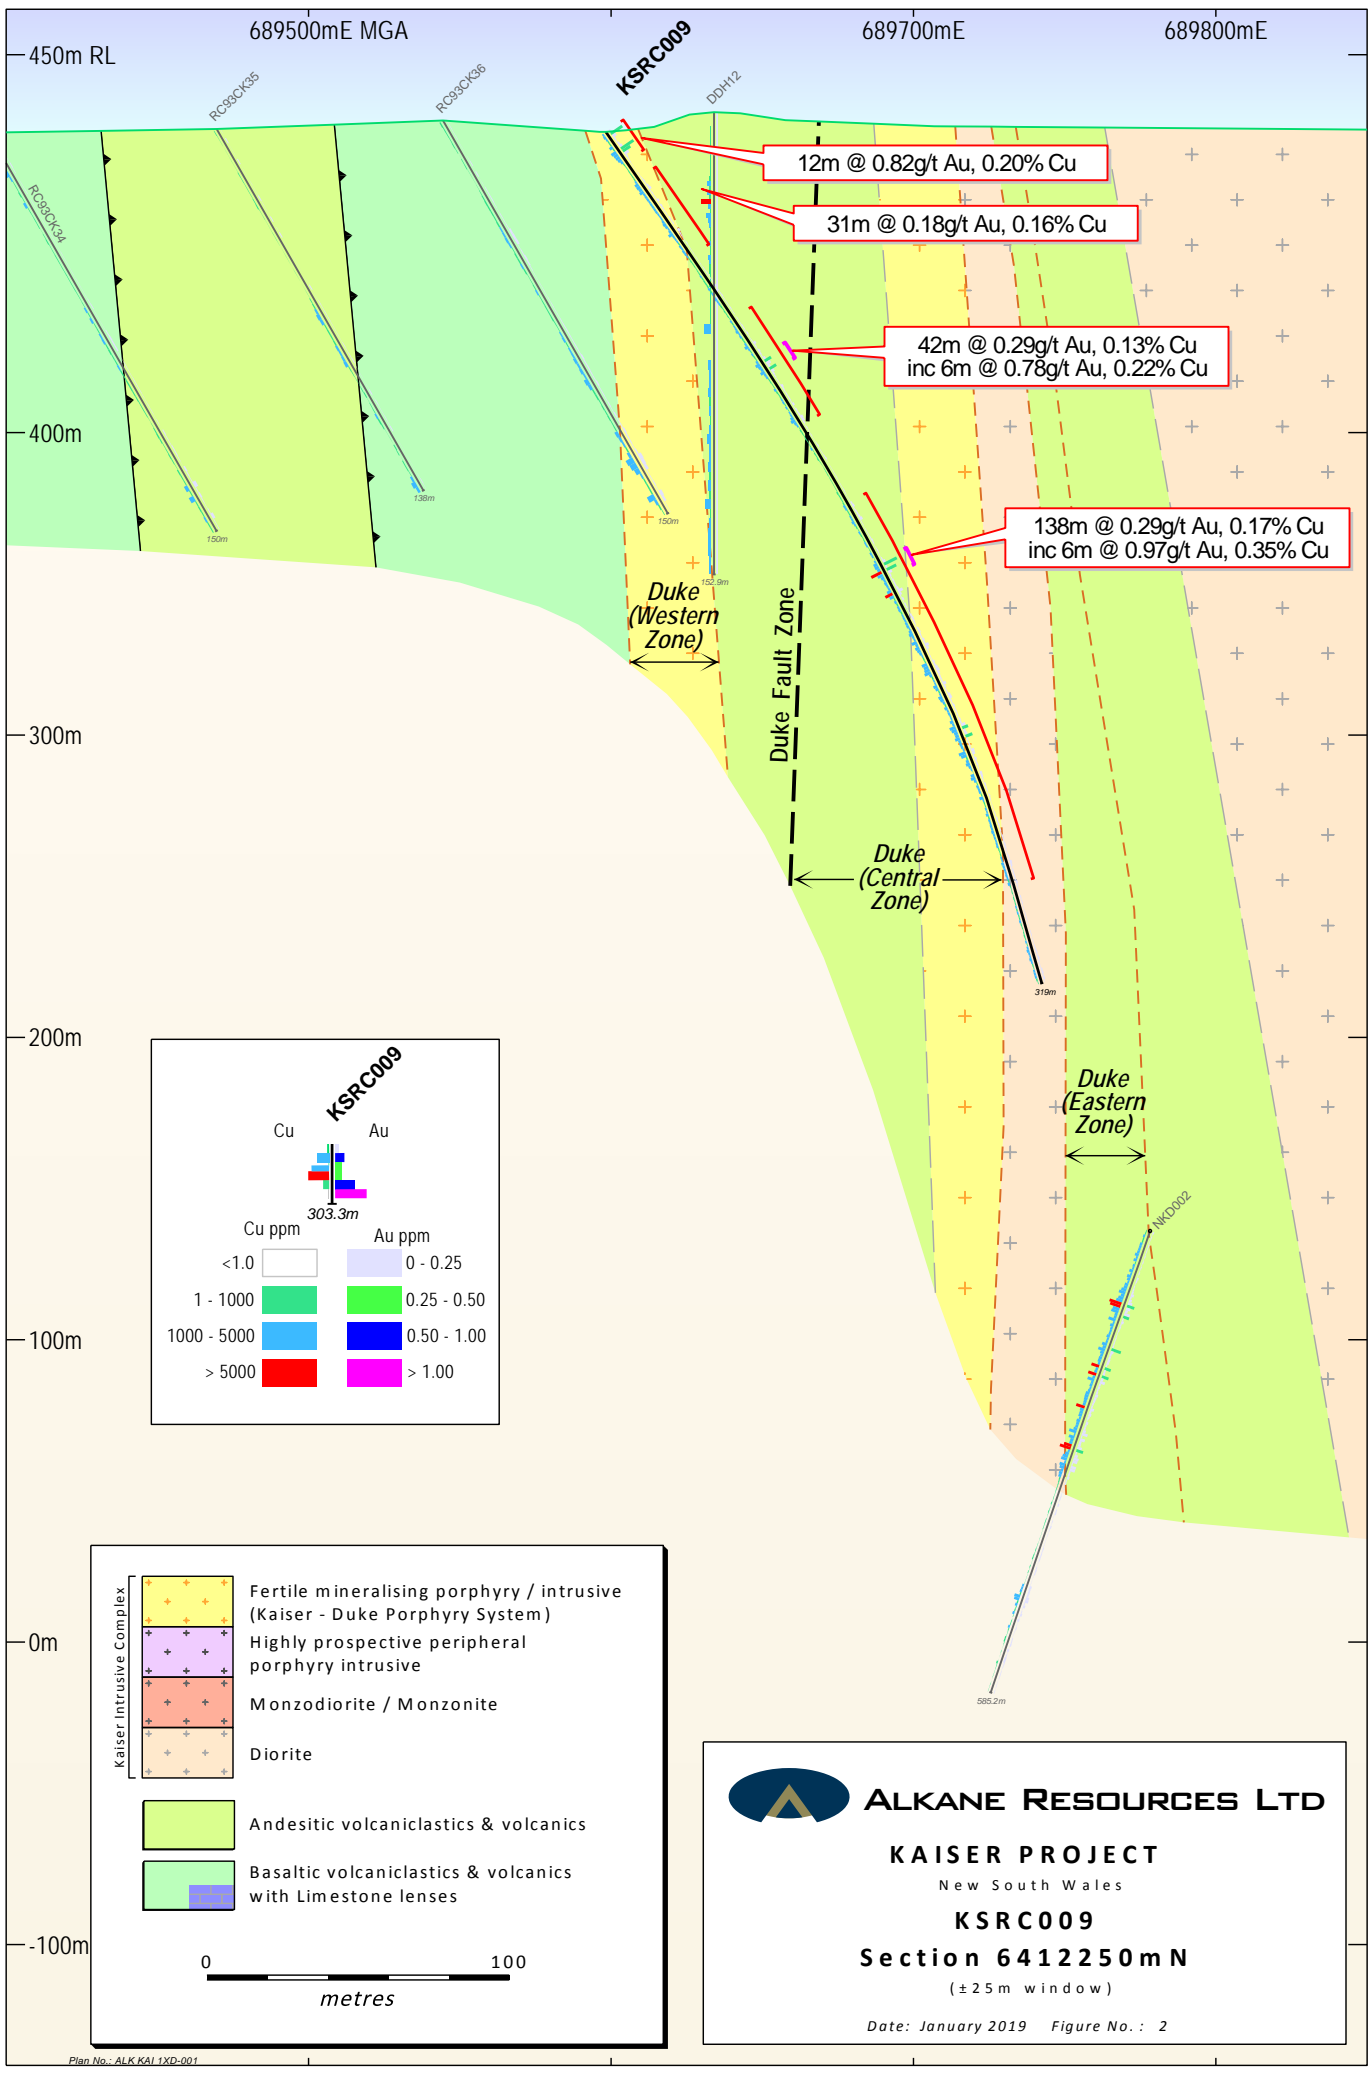 689500mE MGA
689700mE
689800mE
450m RL
KSRC009
RC93CK35
RC93CK36
DDH12
RC93CK34
12m @ 0.82g/t Au, 0.20% Cu
31m @ 0.18g/t Au, 0.16% Cu
42m @ 0.29g/t Au, 0.13% Cu
inc 6m @ 0.78g/t Au, 0.22% Cu
400m
138m
150m
150m
138m @ 0.29g/t Au, 0.17% Cu
inc 6m @ 0.97g/t Au, 0.35% Cu
152.9m
Duke
(Western
Zone)
Duke Fault Zone
300m
Duke
(Central
Zone)
319m
200m
Duke
(Eastern
Zone)
NKD002
KSRC009
Cu
Au
303.3m
Cu ppm
Au ppm
<1.0
0 - 0.25
1 - 1000
0.25 - 0.50
1000 - 5000
0.50 - 1.00
> 5000
> 1.00
100m
0m
585.2m
-100m
Kaiser Intrusive Complex
Fertile mineralising porphyry / intrusive
(Kaiser - Duke Porphyry System)
Highly prospective peripheral
porphyry intrusive
Monzodiorite / Monzonite
Diorite
Andesitic volcaniclastics & volcanics
Basaltic volcaniclastics & volcanics
with Limestone lenses
0
100
metres
ALKANE RESOURCES LTD
KAISER PROJECT
New South Wales
KSRC009
Section 6412250mN
(±25m window)
Date: January 2019 Figure No. : 2
Plan No.: ALK KAI 1XD-001